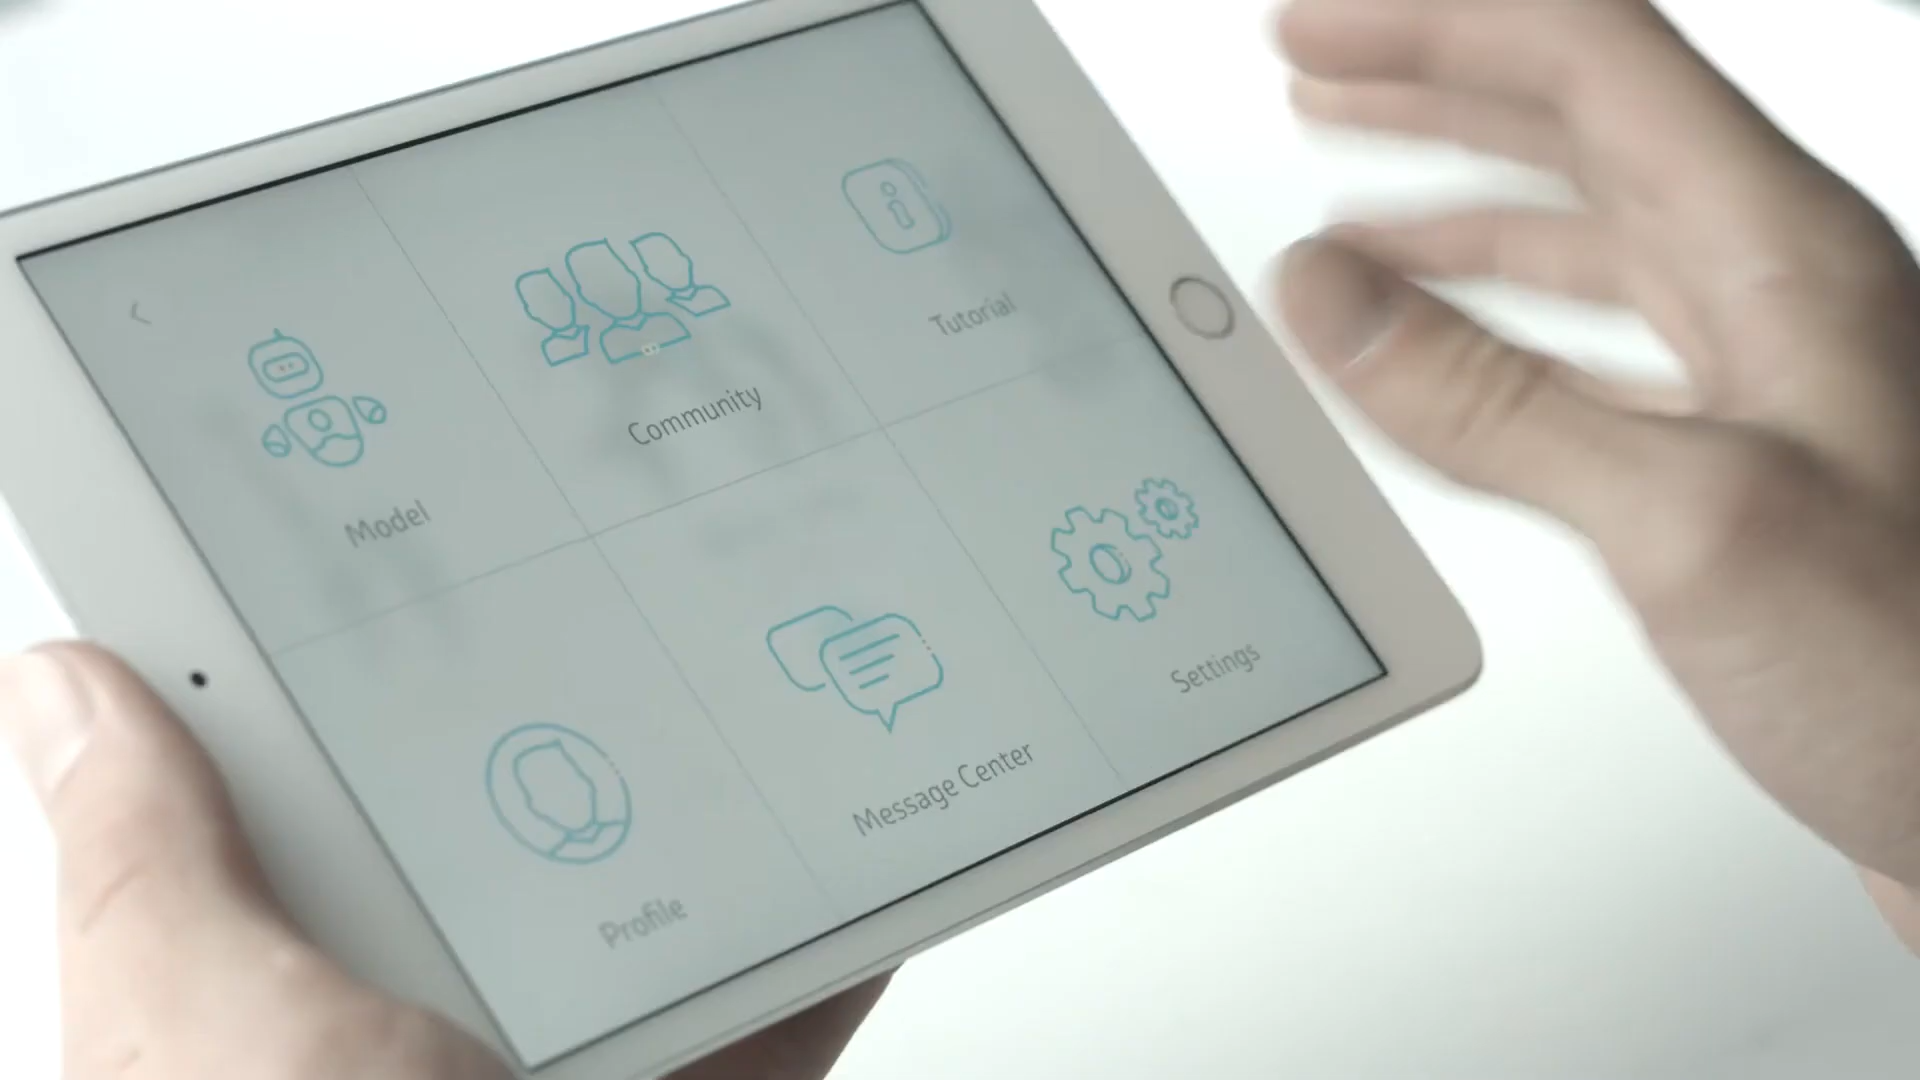 Model
Community
Tutorial
Profile
Message Center
Settings